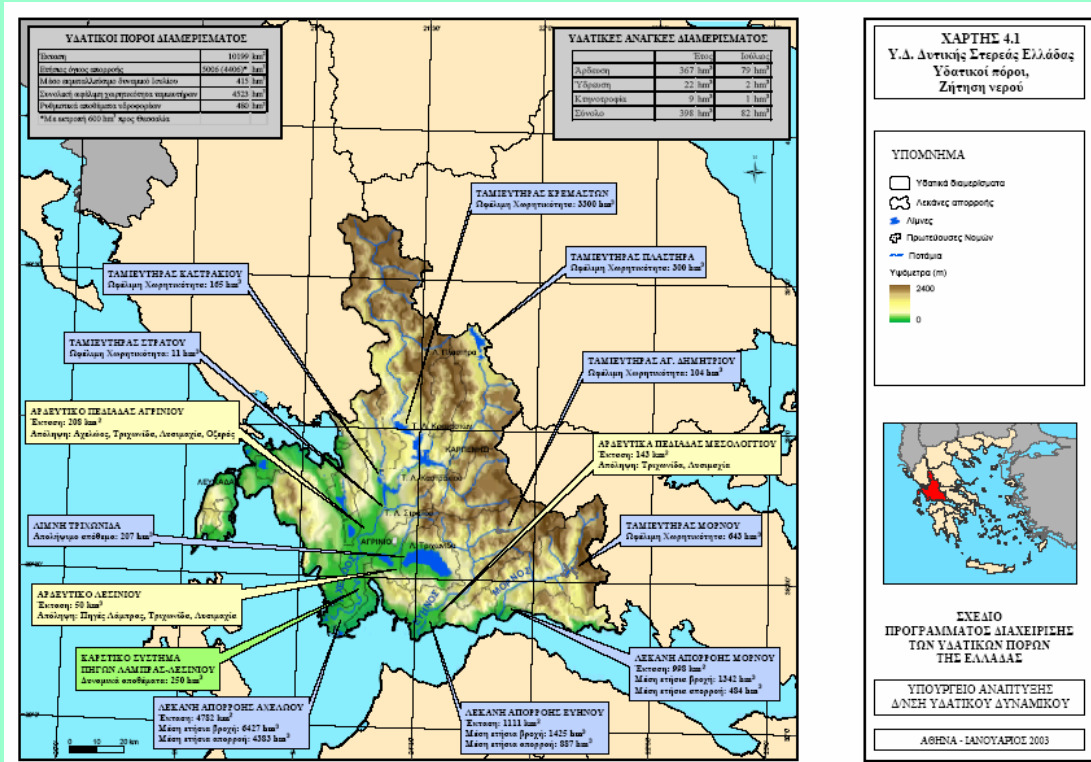 ΥΔΑΤΙΚΟΙ ΠΟΡΟΙ ΔΙΑΜΕΡΙΣΜΑΤΟΣ
Έκταση 10199 km²
Ετήσιος όγκος απορροής 5006 (4406)* hm³
Μέσο εκμεταλλεύσιμο δυναμικό Ιουλίου 415 hm³
Συνολική ωφέλιμη χωρητικότητα ταμιευτήρων 4523 hm³
Ρυθμιστικά αποθέματα υδροφορέων 460 hm³
*Με εκτροπή 600 hm³ προς Θεσσαλία
ΥΔΑΤΙΚΕΣ ΑΝΑΓΚΕΣ ΔΙΑΜΕΡΙΣΜΑΤΟΣ
Έτος Ιούλιος
Άρδευση 367 hm³ 79 hm³
Ύδρευση 22 hm³ 2 hm³
Κτηνοτροφία 9 hm³ 1 hm³
Σύνολο 398 hm³ 82 hm³
ΤΑΜΙΕΥΤΗΡΑΣ ΚΡΕΜΑΣΤΩΝ
Ωφέλιμη Χωρητικότητα: 3300 hm³
ΤΑΜΙΕΥΤΗΡΑΣ ΠΛΑΣΤΗΡΑ
Ωφέλιμη Χωρητικότητα: 300 hm³
ΤΑΜΙΕΥΤΗΡΑΣ ΚΑΣΤΡΑΚΙΟΥ
Ωφέλιμη Χωρητικότητα: 165 hm³
ΤΑΜΙΕΥΤΗΡΑΣ ΣΤΡΑΤΟΥ
Ωφέλιμη Χωρητικότητα: 11 hm³
ΤΑΜΙΕΥΤΗΡΑΣ ΑΓ. ΔΗΜΗΤΡΙΟΥ
Ωφέλιμη Χωρητικότητα: 104 hm³
ΑΡΔΕΥΤΙΚΟ ΠΕΔΙΑΔΑΣ ΑΓΡΙΝΙΟΥ
Έκταση: 208 km²
Απόληψη: Αχελώος, Τριχωνίδα, Λυσιμαχία, Οζερός
ΑΡΔΕΥΤΙΚΑ ΠΕΔΙΑΔΑΣ ΜΕΣΟΛΟΓΓΙΟΥ
Έκταση: 143 km²
Απόληψη: Τριχωνίδα, Λυσιμαχία
ΛΕΥΚΑΔΑ
ΚΑΡΠΕΝΗΣΙ
Τ. Λ. Κρεμαστών
Τ. Λ. Καστρακίου
Τ. Λ. Στράτου
ΑΓΡΙΝΙΟ
Λ. Τριχωνίδα
ΜΟΡΝΟΣ
ΛΙΜΝΗ ΤΡΙΧΩΝΙΔΑ
Απολήψιμο απόθεμα: 207 hm³
ΤΑΜΙΕΥΤΗΡΑΣ ΜΟΡΝΟΥ
Ωφέλιμη Χωρητικότητα: 643 hm³
ΑΡΔΕΥΤΙΚΟ ΛΕΣΙΝΙΟΥ
Έκταση: 50 km²
Απόληψη: Πηγές Λάμπρας, Τριχωνίδα, Λυσιμαχία
ΚΑΡΣΤΙΚΟ ΣΥΣΤΗΜΑ
ΠΗΓΩΝ ΛΑΜΠΡΑΣ-ΛΕΣΙΝΙΟΥ
Δυναμικά αποθέματα: 250 hm³
ΛΕΚΑΝΗ ΑΠΟΡΡΟΗΣ ΜΟΡΝΟΥ
Έκταση: 998 km²
Μέση ετήσια βροχή: 1342 hm³
Μέση ετήσια απορροή: 484 hm³
ΛΕΚΑΝΗ ΑΠΟΡΡΟΗΣ ΑΧΕΛΩΟΥ
Έκταση: 4782 km²
Μέση ετήσια βροχή: 6427 hm³
Μέση ετήσια απορροή: 4383 hm³
ΛΕΚΑΝΗ ΑΠΟΡΡΟΗΣ ΕΥΗΝΟΥ
Έκταση: 1111 km²
Μέση ετήσια βροχή: 1425 hm³
Μέση ετήσια απορροή: 887 hm³
10 0 10 20 km
ΧΑΡΤΗΣ 4.1
Υ.Δ. Δυτικής Στερεάς Ελλάδας
Υδατικοί πόροι,
Ζήτηση νερού
ΥΠΟΜΝΗΜΑ
Υδατικά διαμερίσματα
Λεκάνες απορροής
Λίμνες
Πρωτεύουσες Νομών
Ποτάμια
Υψόμετρα (m)
2400
0
ΣΧΕΔΙΟ
ΠΡΟΓΡΑΜΜΑΤΟΣ ΔΙΑΧΕΙΡΙΣΗΣ
ΤΩΝ ΥΔΑΤΙΚΩΝ ΠΟΡΩΝ
ΤΗΣ ΕΛΛΑΔΑΣ
ΥΠΟΥΡΓΕΙΟ ΑΝΑΠΤΥΞΗΣ
Δ/ΝΣΗ ΥΔΑΤΙΚΟΥ ΔΥΝΑΜΙΚΟΥ
ΑΘΗΝΑ - ΙΑΝΟΥΑΡΙΟΣ 2003